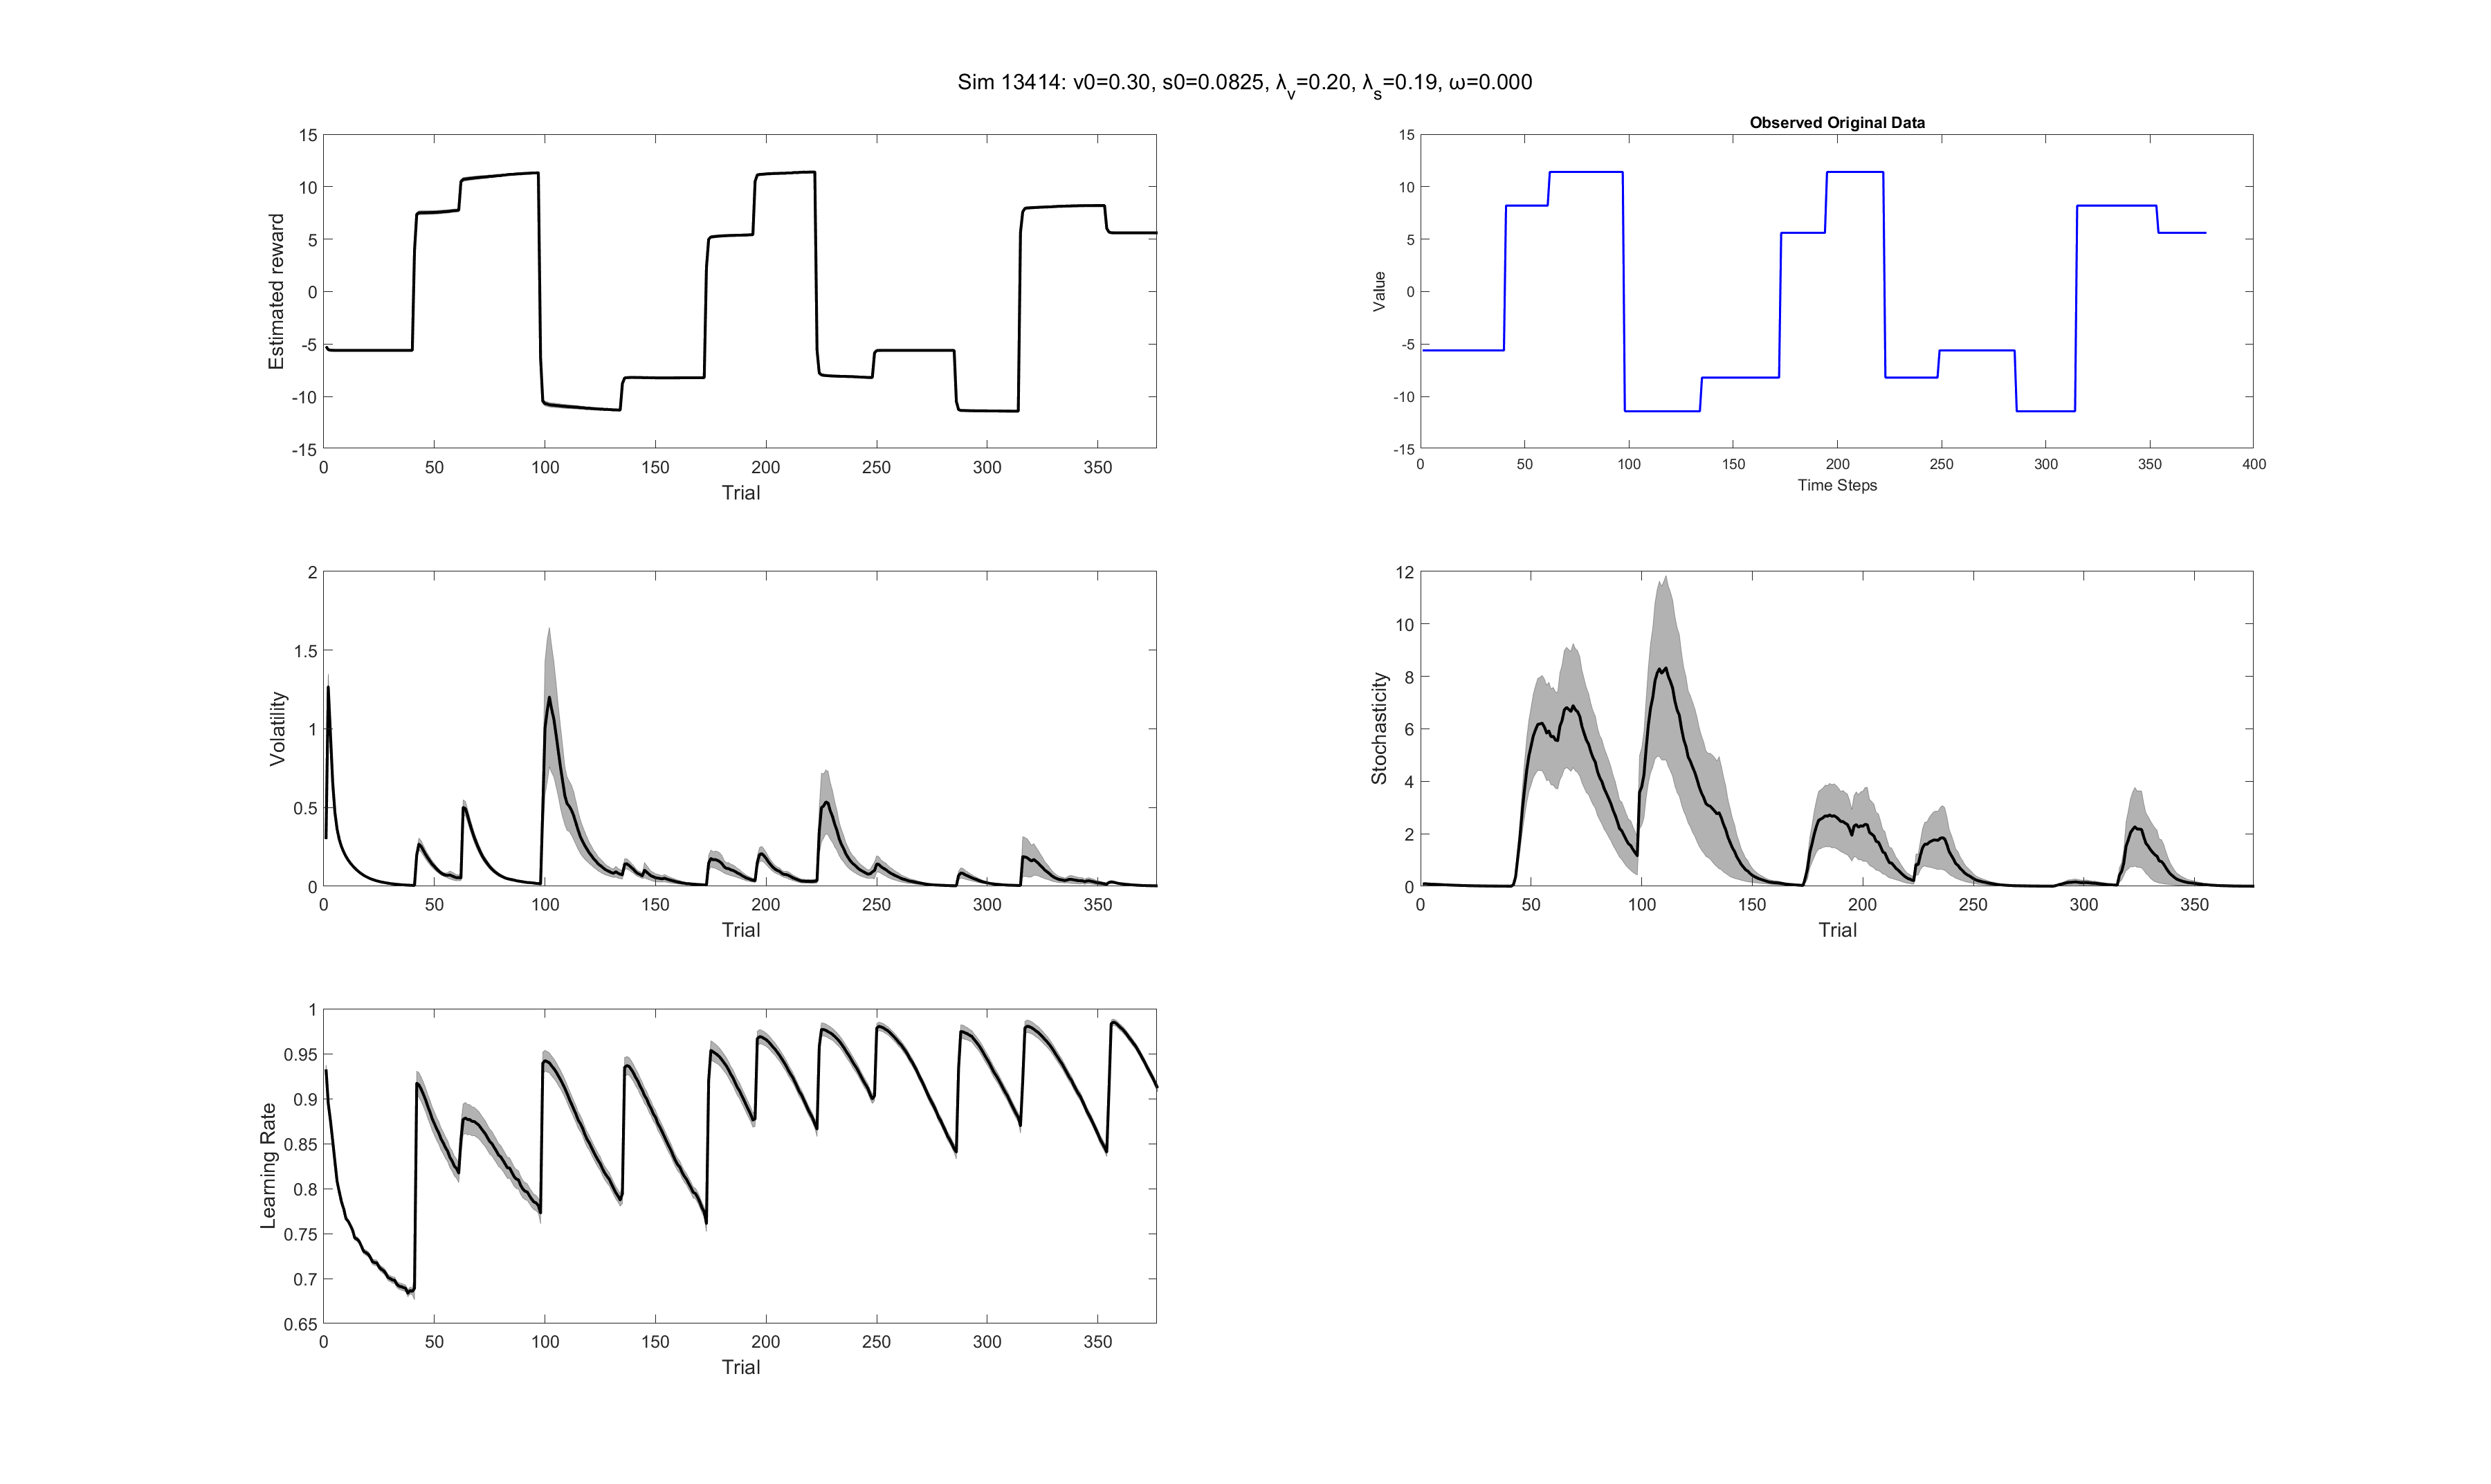 Sim 13414: v0=0.30, s0=0.0825, λv=0.20, λs=0.19, ω=0.000
15
10
5
0
-5
-10
-15
Estimated reward
0 50 100 150 200 250 300 350
Trial
Observed Original Data
15
10
5
0
-5
-10
-15
Value
0 50 100 150 200 250 300 350 400
Time Steps
2
1.5
1
0.5
0
Volatility
0 50 100 150 200 250 300 350
Trial
12
10
8
6
4
2
0
Stochasticity
0 50 100 150 200 250 300 350
Trial
1
0.95
0.9
0.85
0.8
0.75
0.7
0.65
Learning Rate
0 50 100 150 200 250 300 350
Trial